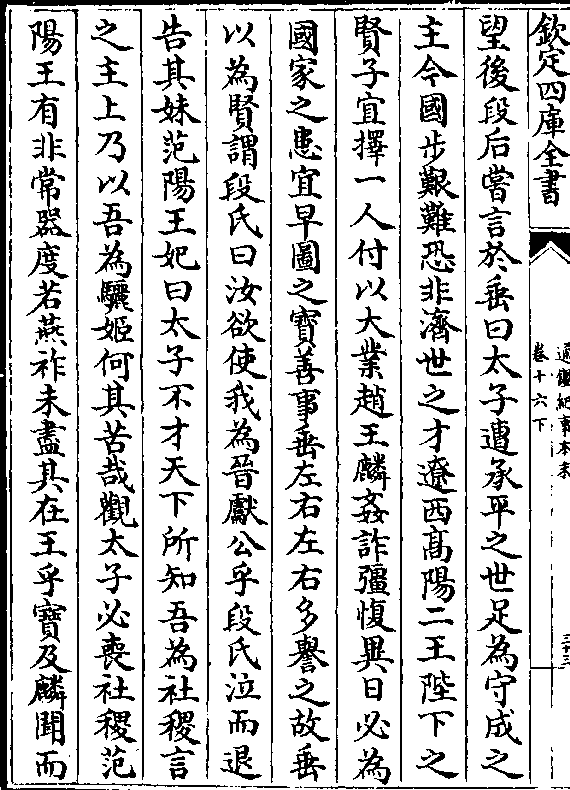 欽定四庫全書
通鑑紀事本末
卷十六下
望後段后嘗言於垂曰太子遭承平之世足為守成之
主今國步艱難恐非濟世之才遼西髙陽二王陛下之
賢子宜擇一人付以大業趙王麟姦詐彊愎異日必為
國家之患宜早圖之寶善事垂左右左右多譽之故垂
以為賢謂段氏曰汝欲使我為晉獻公乎段氏泣而退
告其妹范陽王妃曰太子不才天下所知吾為社稷言
之主上乃以吾為驪姬何其苦哉觀太子必喪社稷范
陽王有非常器度若燕祚未盡其在王乎寶及麟聞而